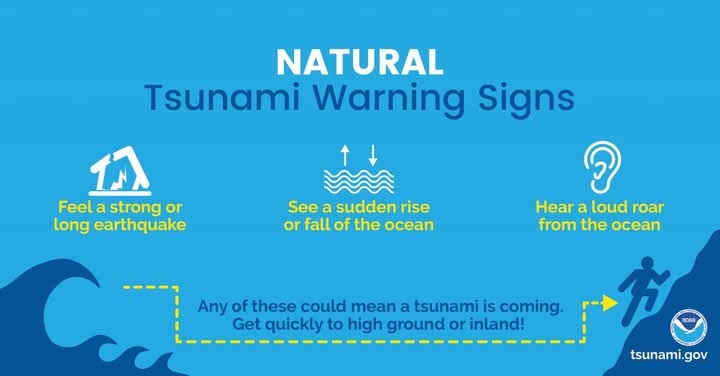 NATURAL
Tsunami Warning Signs
Feel a strong or
long earthquake
See a sudden rise
or fall of the ocean
Hear a loud roar
from the ocean
Any of these could mean a tsunami is coming.
Get quickly to high ground or inland!
NOAA
tsunami.gov